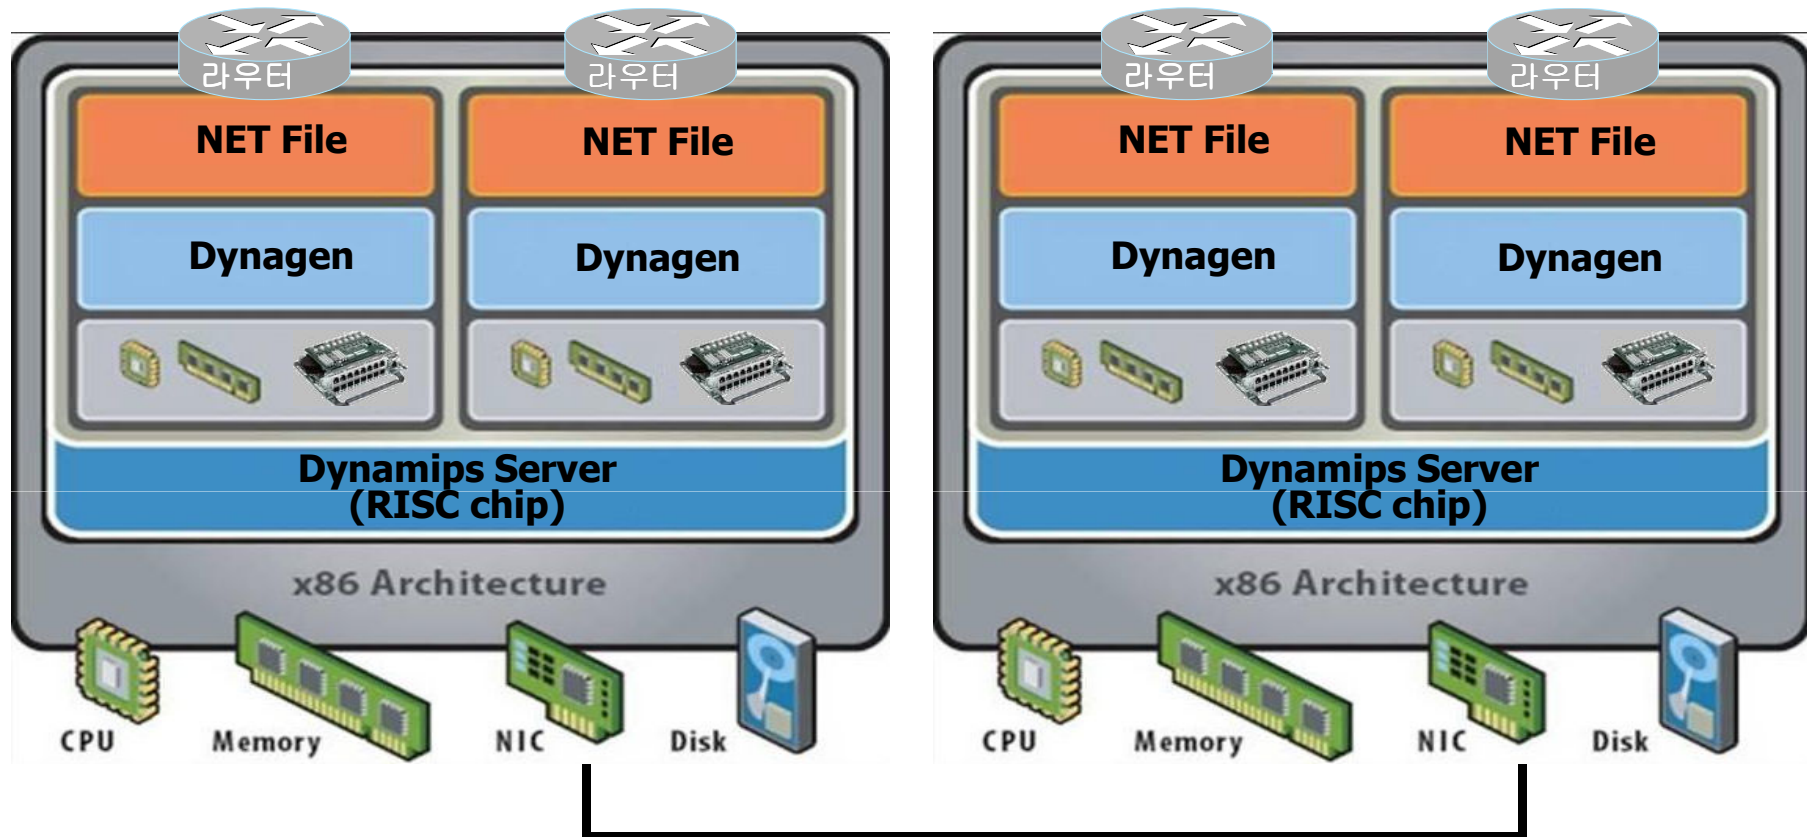 라우터
라우터
라우터
라우터
NET File
NET File
NET File
NET File
Dynagen
Dynagen
Dynagen
Dynagen
Dynamips Server
(RISC chip)
Dynamips Server
(RISC chip)
x86 Architecture
x86 Architecture
CPU
Memory
NIC
Disk
CPU
Memory
NIC
Disk